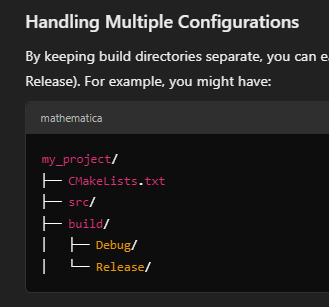 Handling Multiple Configurations
By keeping build directories separate, you can
Release). For example, you might have:
mathematica
my_project/
├── CMakeLists.txt
├── src/
├── build/
│   ├── Debug/
│   └── Release/